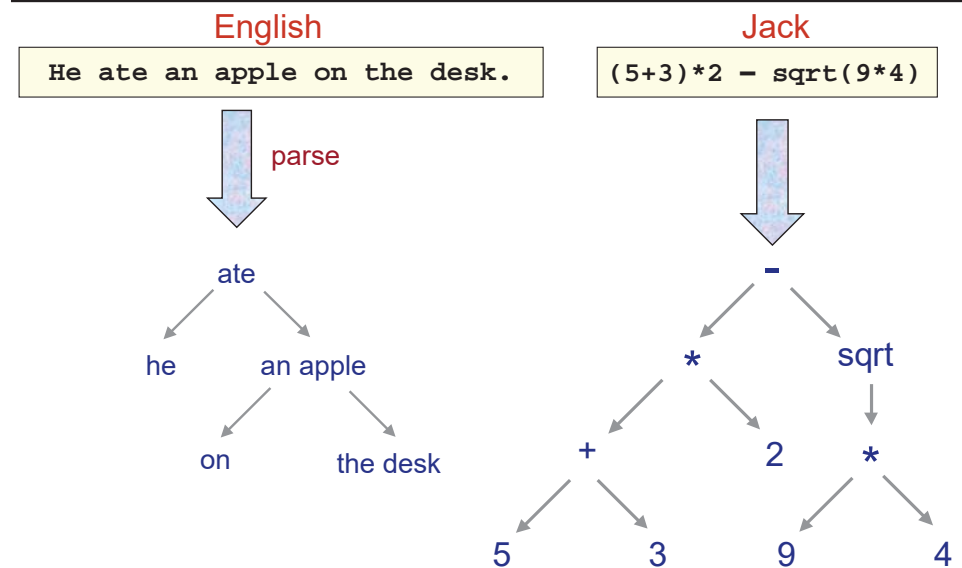 English
He ate an apple on the desk.
parse
ate
he
an apple
on
the desk
Jack
(5+3)*2 – sqrt(9*4)
-
*
sqrt
+
2
*
5
3
9
4